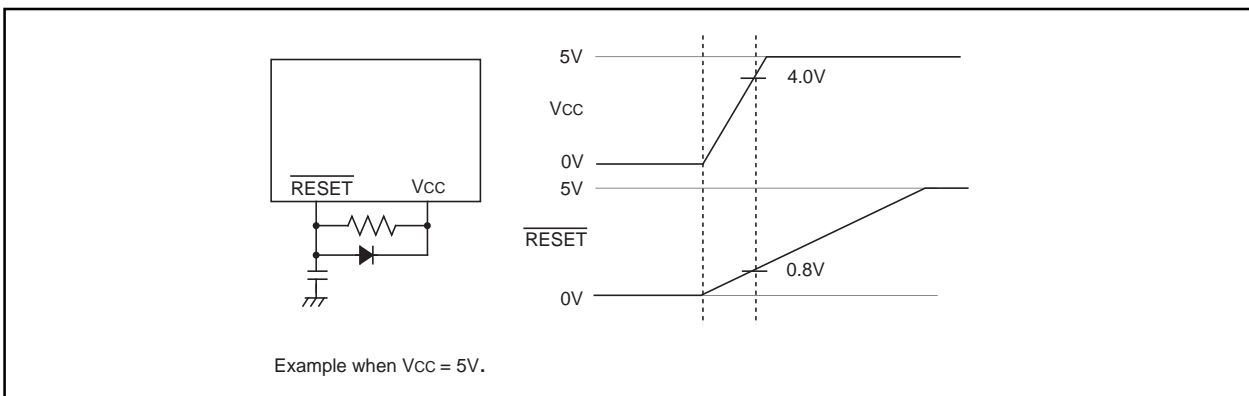 RESET VCC
5V
4.0V
VCC
0V
5V
RESET
0.8V
0V
Example when VCC = 5V.